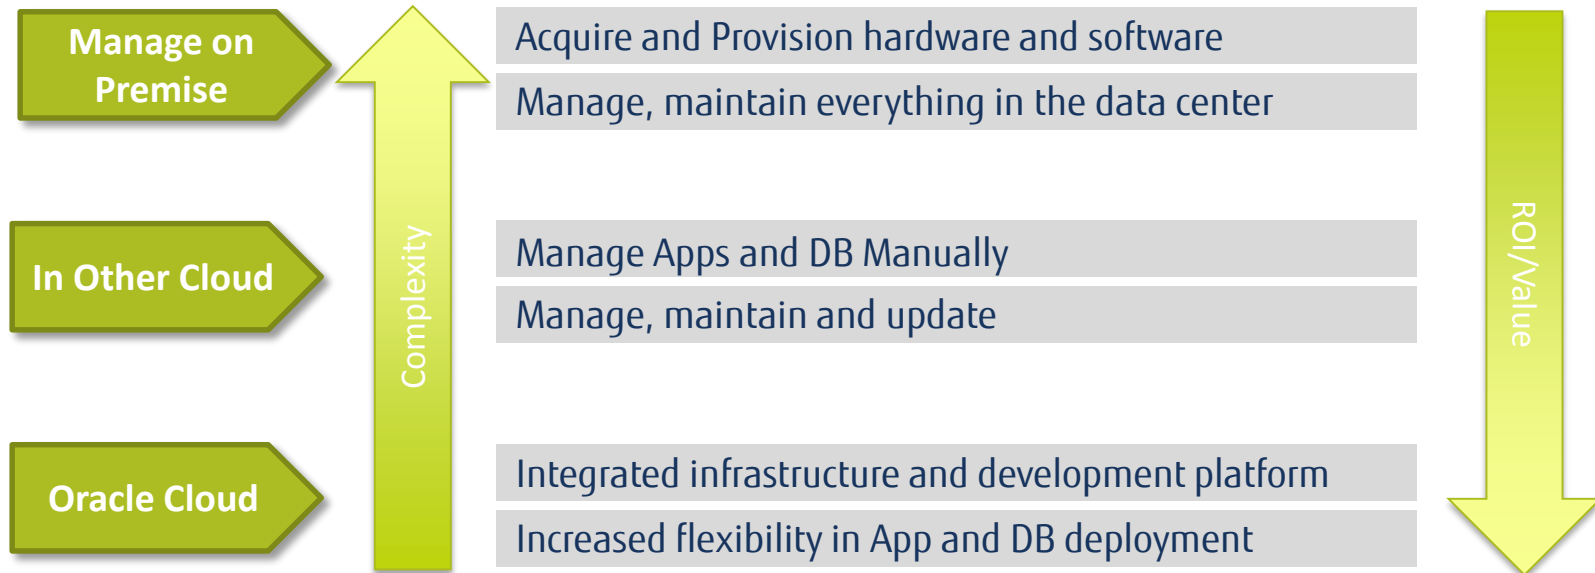 Manage on
Premise
Acquire and Provision hardware and software
Manage, maintain everything in the data center
In Other Cloud
Complexity
Manage Apps and DB Manually
Manage, maintain and update
ROI/Value
Oracle Cloud
Integrated infrastructure and development platform
Increased flexibility in App and DB deployment